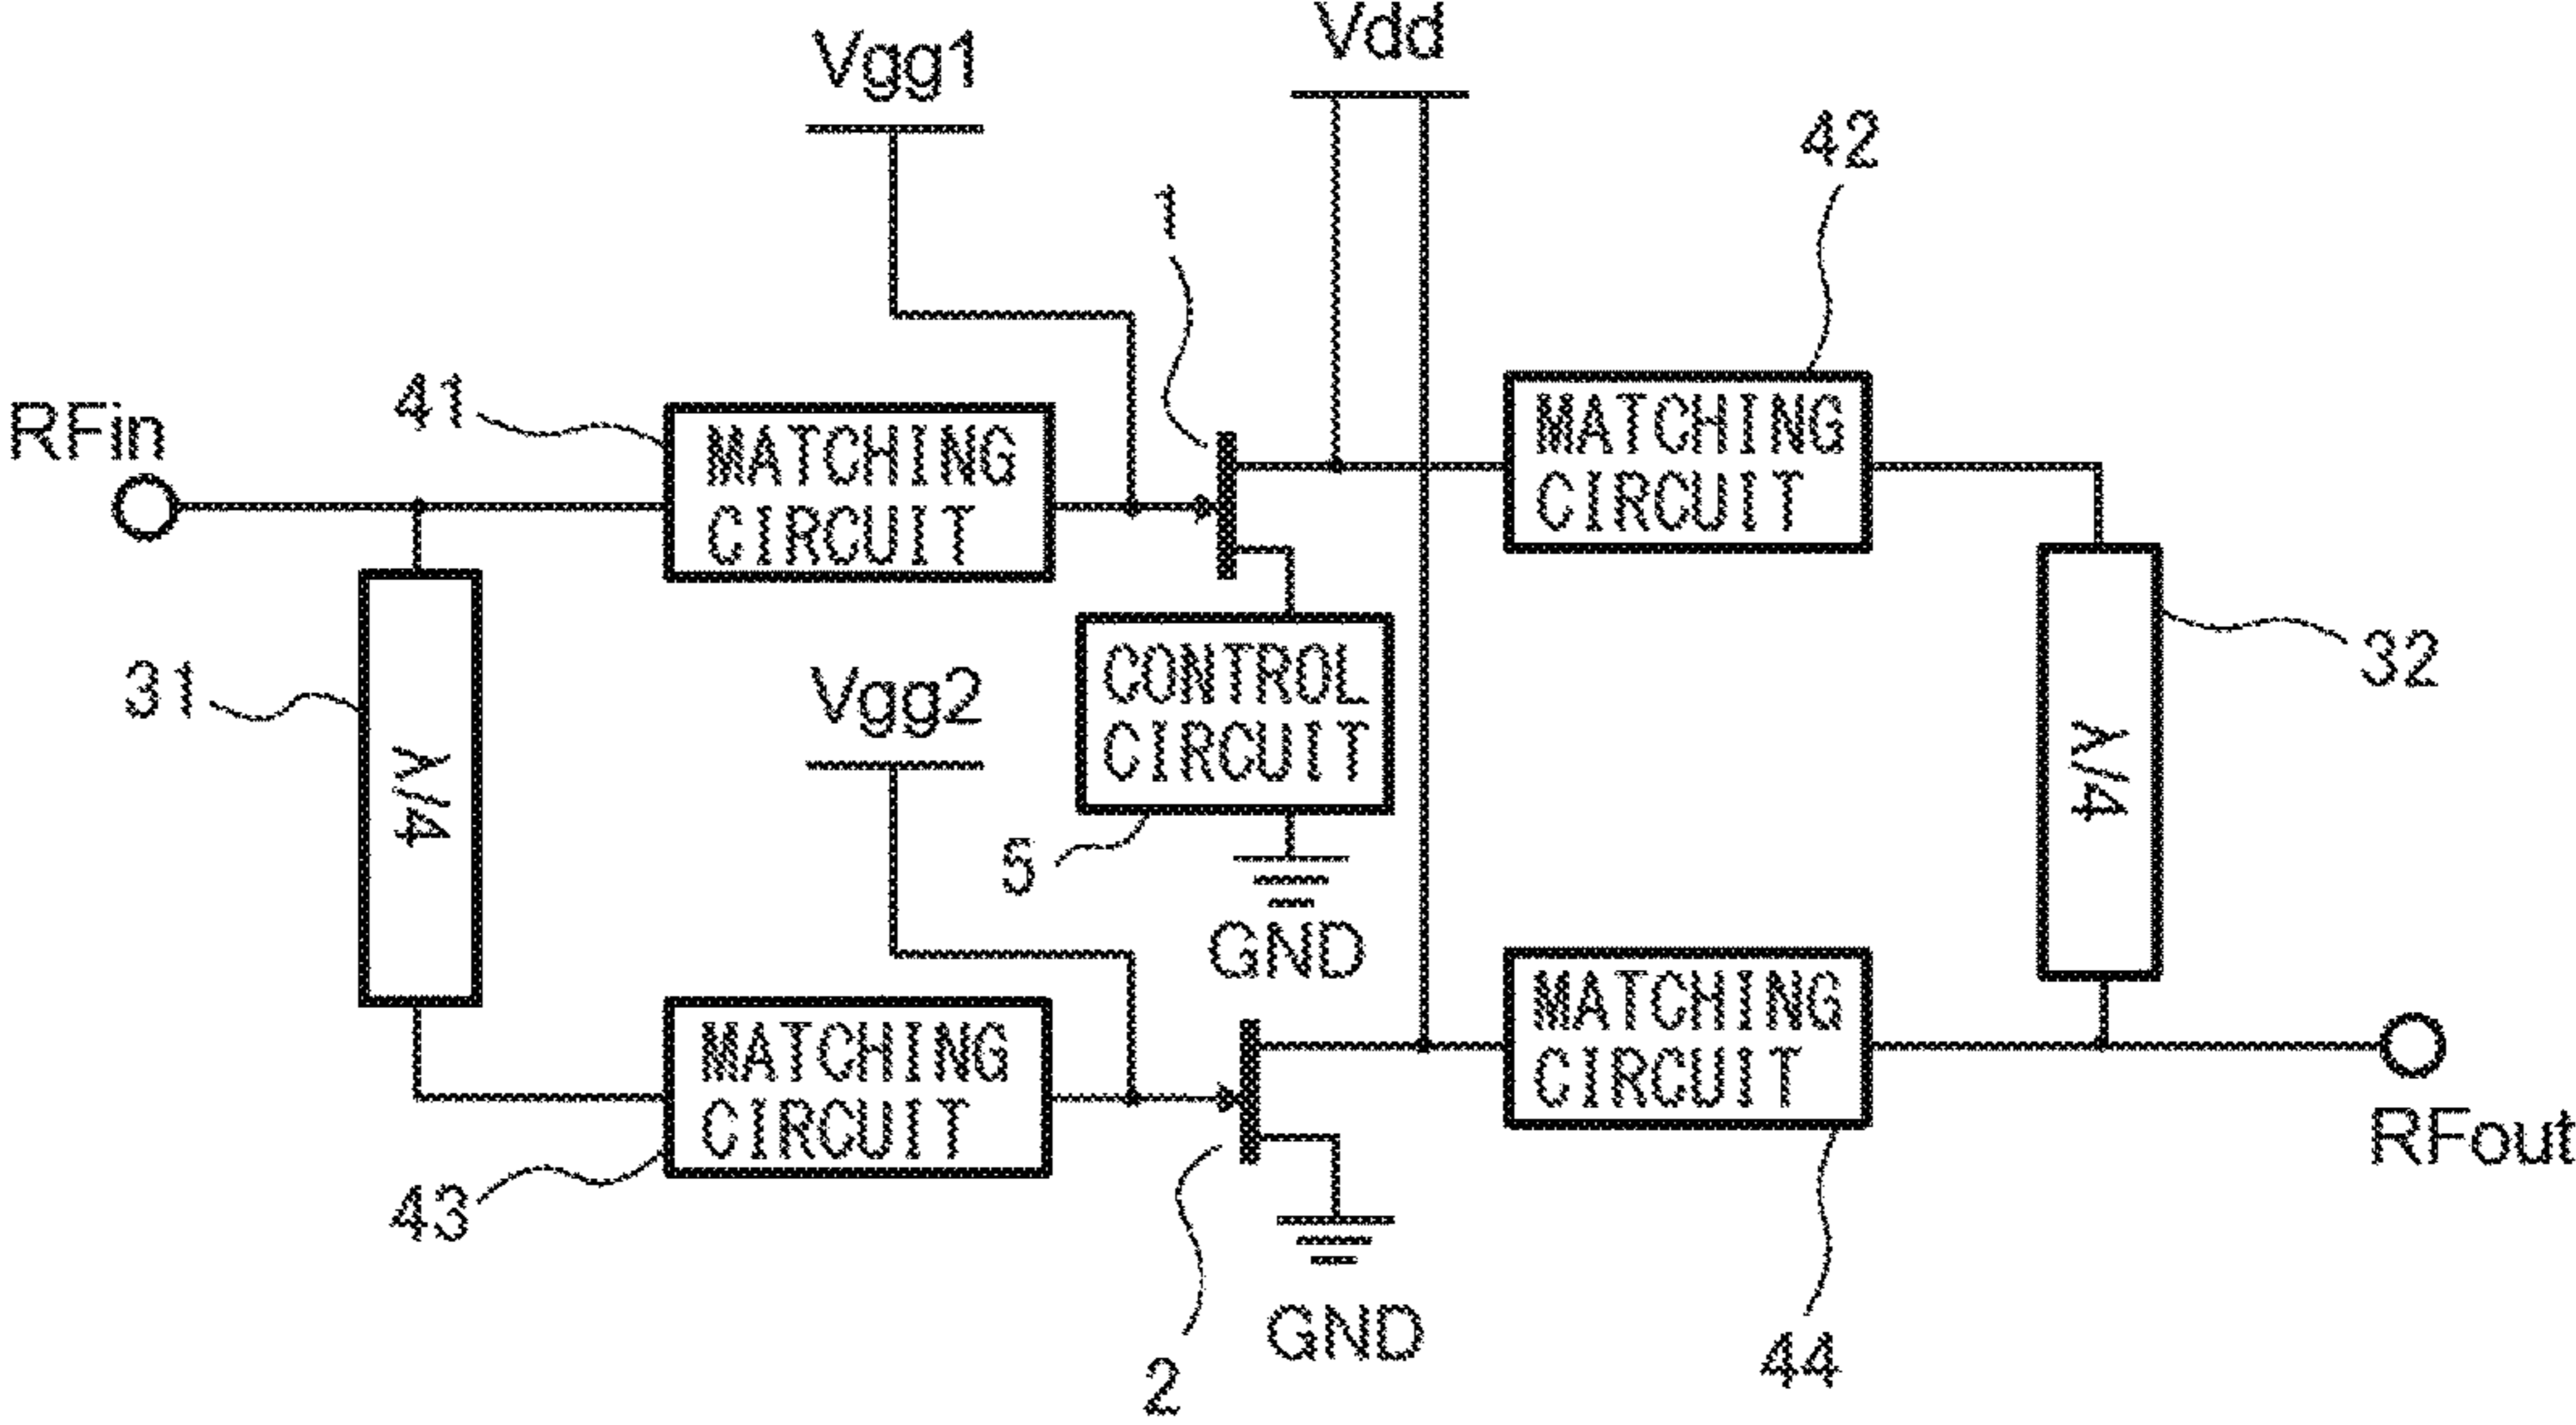 Vgg1
Vdd
42
1
41
RFin
MATCHING
CIRCUIT
MATCHING
CIRCUIT
31
Vgg2
CONTROL
CIRCUIT
32
λ/4
λ/4
5
GND
MATCHING
CIRCUIT
MATCHING
CIRCUIT
RFout
43
GND
2
44